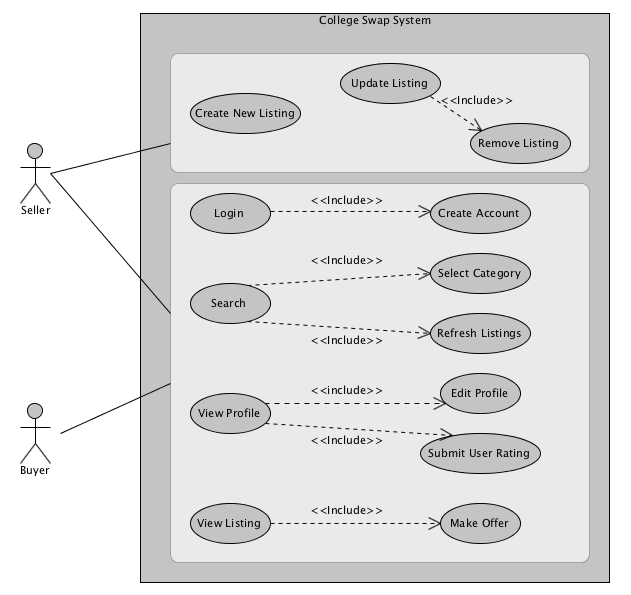 College Swap System
Update Listing
<<Include>>
Create New Listing
Remove Listing
Seller
Login
<<Include>>
Create Account
<<Include>>
Select Category
Search
Refresh Listings
<<Include>>
<<include>>
Edit Profile
View Profile
<<Include>>
Submit User Rating
Buyer
<<Include>>
View Listing
Make Offer